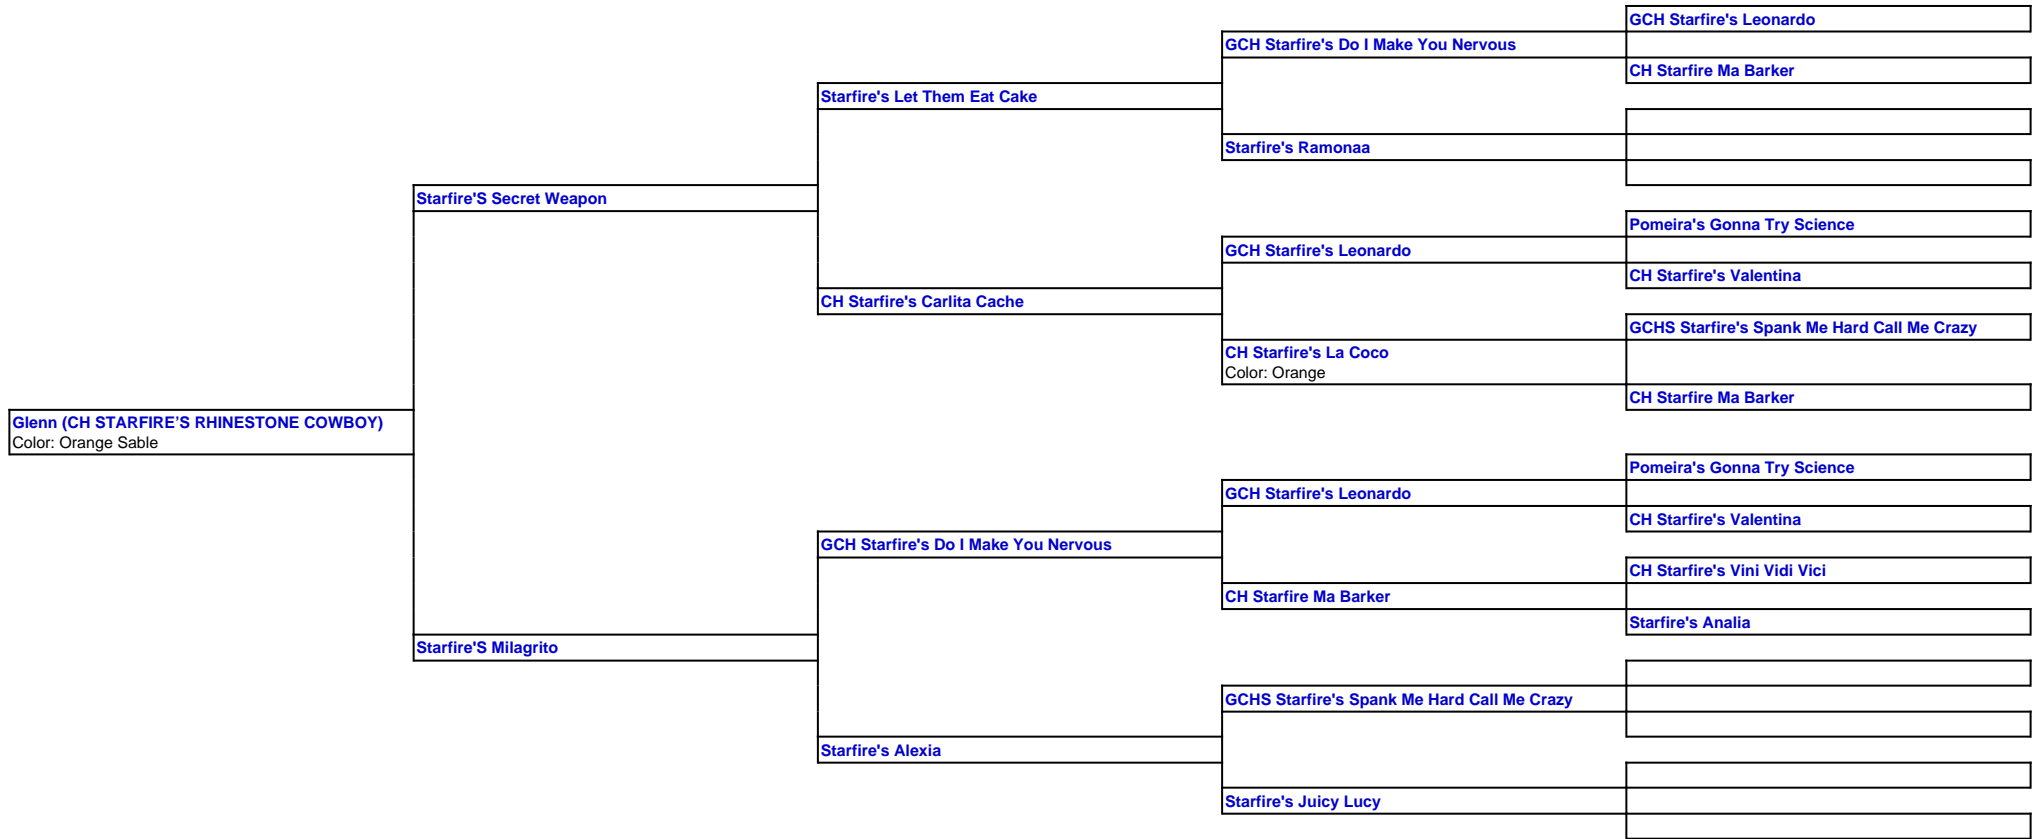 GCH Starfire's Leonardo
GCH Starfire's Do I Make You Nervous
CH Starfire Ma Barker
Starfire's Let Them Eat Cake
Starfire's Ramonaa
Starfire'S Secret Weapon
Pomeira's Gonna Try Science
GCH Starfire's Leonardo
CH Starfire's Valentina
CH Starfire's Carlita Cache
GCHS Starfire's Spank Me Hard Call Me Crazy
CH Starfire's La Coco
Color: Orange
CH Starfire Ma Barker
Glenn (CH STARFIRE’S RHINESTONE COWBOY)
Color: Orange Sable
Pomeira's Gonna Try Science
GCH Starfire's Leonardo
CH Starfire's Valentina
GCH Starfire's Do I Make You Nervous
CH Starfire's Vini Vidi Vici
CH Starfire Ma Barker
Starfire's Analia
Starfire'S Milagrito
GCHS Starfire's Spank Me Hard Call Me Crazy
Starfire's Alexia
Starfire's Juicy Lucy